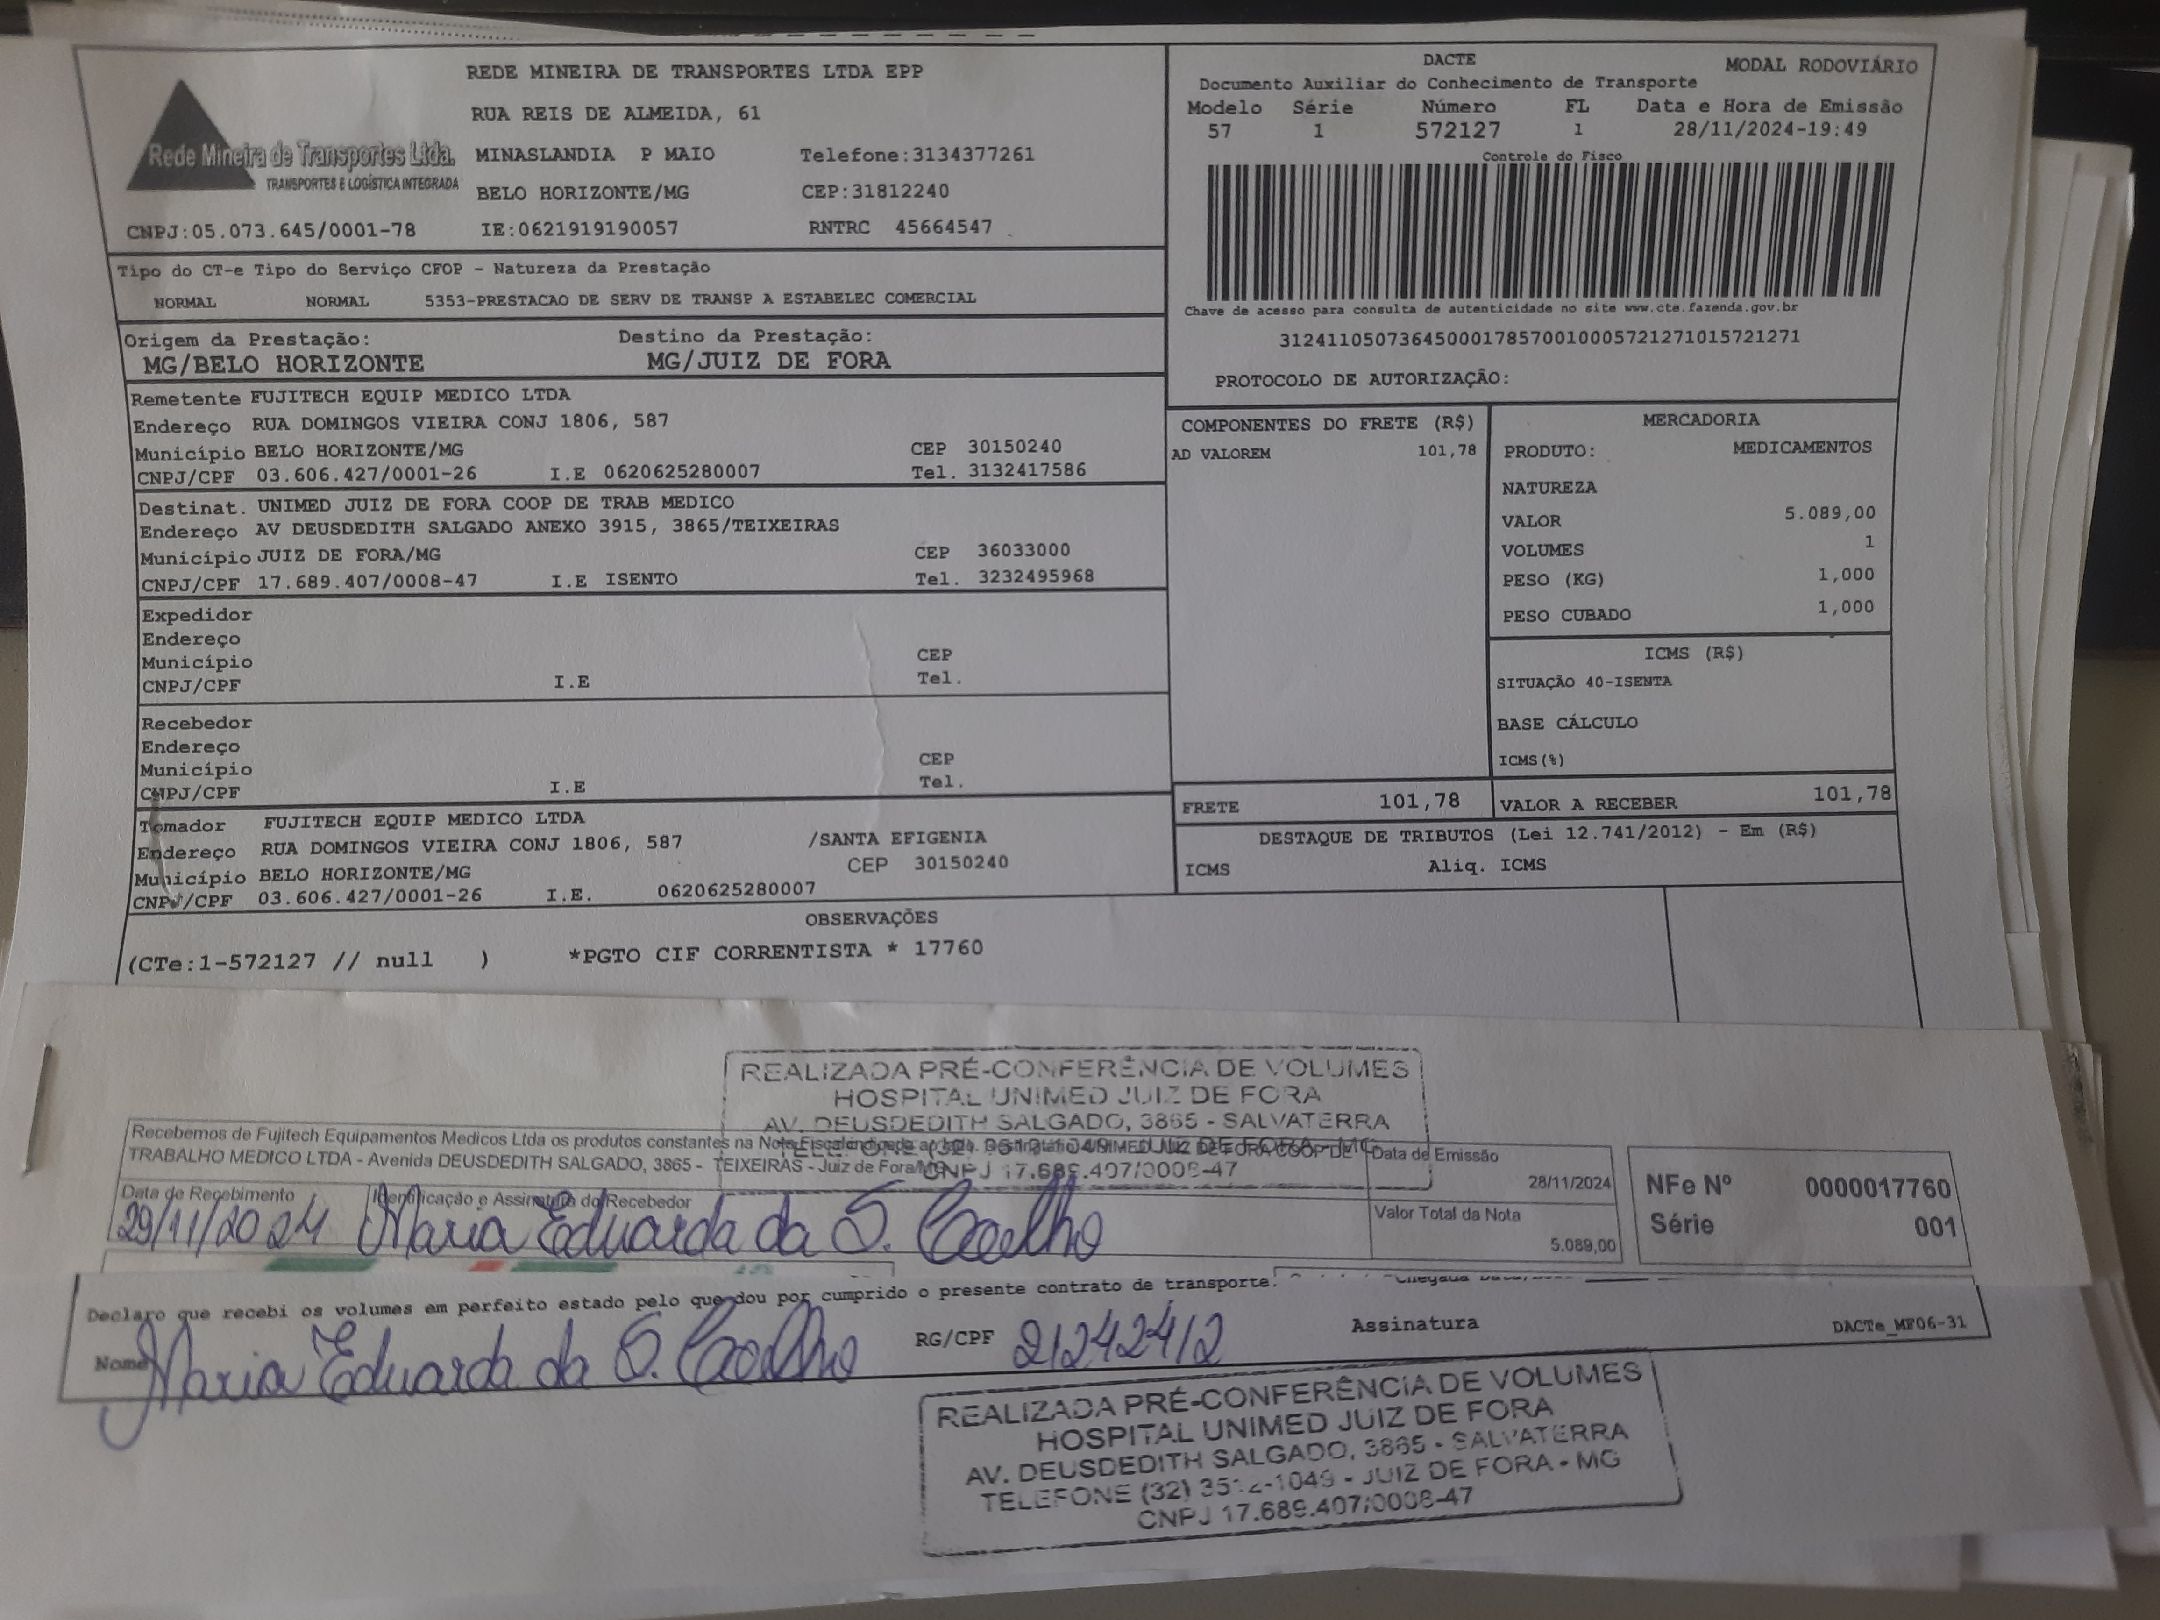 REDE MINEIRA DE TRANSPORTES LTDA EPP
RUA REIS DE ALMEIDA, 61
Rede Mineira de Transportes Ltda.
TRANSPORTES E LOGÍSTICA INTEGRADA
MINASLANDIA P MAIO Telefone:3134377261
BELO HORIZONTE/MG CEP:31812240
CNPJ:05.073.645/0001-78 IE:0621919190057 RNTRC 45664547
DACTE MODAL RODOVIÁRIO
Documento Auxiliar do Conhecimento de Transporte
Modelo Série Número FL Data e Hora de Emissão
57 1 572127 1 28/11/2024-19:49
Controle do Fisco
Chave de acesso para consulta de autenticidade no site www.cte.fazenda.gov.br
31241105073645000178570010005721271015721271
PROTOCOLO DE AUTORIZAÇÃO:
Tipo do CT-e Tipo do Serviço CFOP - Natureza da Prestação
NORMAL NORMAL 5353-PRESTACAO DE SERV DE TRANSP A ESTABELEC COMERCIAL
Origem da Prestação: Destino da Prestação:
MG/BELO HORIZONTE MG/JUIZ DE FORA
Remetente FUJITECH EQUIP MEDICO LTDA
Endereço RUA DOMINGOS VIEIRA CONJ 1806, 587
Município BELO HORIZONTE/MG CEP 30150240
CNPJ/CPF 03.606.427/0001-26 I.E 0620625280007 Tel. 3132417586
Destinat. UNIMED JUIZ DE FORA COOP DE TRAB MEDICO
Endereço AV DEUSDEDITH SALGADO ANEXO 3915, 3865/TEIXEIRAS
Município JUIZ DE FORA/MG CEP 36033000
CNPJ/CPF 17.689.407/0008-47 I.E ISENTO Tel. 3232495968
Expedidor
Endereço
Município CEP
CNPJ/CPF I.E Tel.
Recebedor
Endereço
Município CEP
CNPJ/CPF I.E Tel.
Tomador FUJITECH EQUIP MEDICO LTDA
Endereço RUA DOMINGOS VIEIRA CONJ 1806, 587 /SANTA EFIGENIA
Município BELO HORIZONTE/MG CEP 30150240
CNPJ/CPF 03.606.427/0001-26 I.E. 0620625280007
COMPONENTES DO FRETE (R$)
AD VALOREM 101,78
MERCADORIA
PRODUTO: MEDICAMENTOS
NATUREZA
VALOR 5.089,00
VOLUMES 1
PESO (KG) 1,000
PESO CUBADO 1,000
ICMS (R$)
SITUAÇÃO 40-ISENTA
BASE CÁLCULO
ICMS(%)
FRETE 101,78 VALOR A RECEBER 101,78
DESTAQUE DE TRIBUTOS (Lei 12.741/2012) - Em (R$)
ICMS Aliq. ICMS
OBSERVAÇÕES
(CTe:1-572127 // null ) *PGTO CIF CORRENTISTA * 17760
REALIZADA PRÉ-CONFERÊNCIA DE VOLUMES
HOSPITAL UNIMED JUIZ DE FORA
AV. DEUSDEDITH SALGADO, 3865 - SALVATERRA
JUIZ DE FORA - MG
CNPJ 17.689.407/0008-47
Recebemos de Fujitech Equipamentos Medicos Ltda os produtos constantes na Nota Fiscal UNIMED JUIZ DE FORA COOP DE
TRABALHO MEDICO LTDA - Avenida DEUSDEDITH SALGADO, 3865 - TEIXEIRAS - Juiz de Fora/MG
Data de Recebimento Identificação e Assinatura do Recebedor
29/11/2024 Maria Eduarda da S. Coelho
Data de Emissão
28/11/2024
Valor Total da Nota
5.089,00
NFe Nº 0000017760
Série 001
Declaro que recebi os volumes em perfeito estado pelo que dou por cumprido o presente contrato de transporte.
Nome Maria Eduarda da S. Coelho RG/CPF 21242412 Assinatura DACTe_MF06-31
REALIZADA PRÉ-CONFERÊNCIA DE VOLUMES
HOSPITAL UNIMED JUIZ DE FORA
AV. DEUSDEDITH SALGADO, 3865 - SALVATERRA
TELEFONE (32) 3512-1049 - JUIZ DE FORA - MG
CNPJ 17.689.407/0008-47